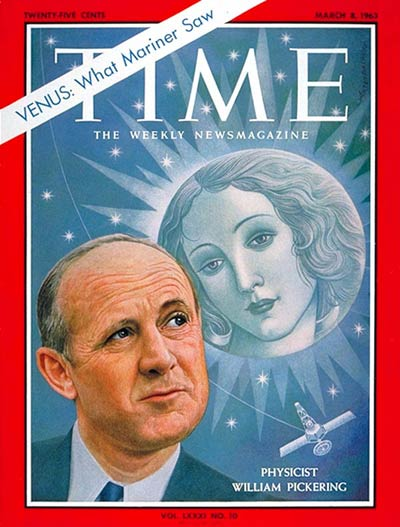 TWENTY-FIVE CENTS
MARCH 8, 1963
VENUS: What Mariner Saw
TIME
THE WEEKLY NEWSMAGAZINE
PHYSICIST
WILLIAM PICKERING
VOL. LXXXI NO. 10